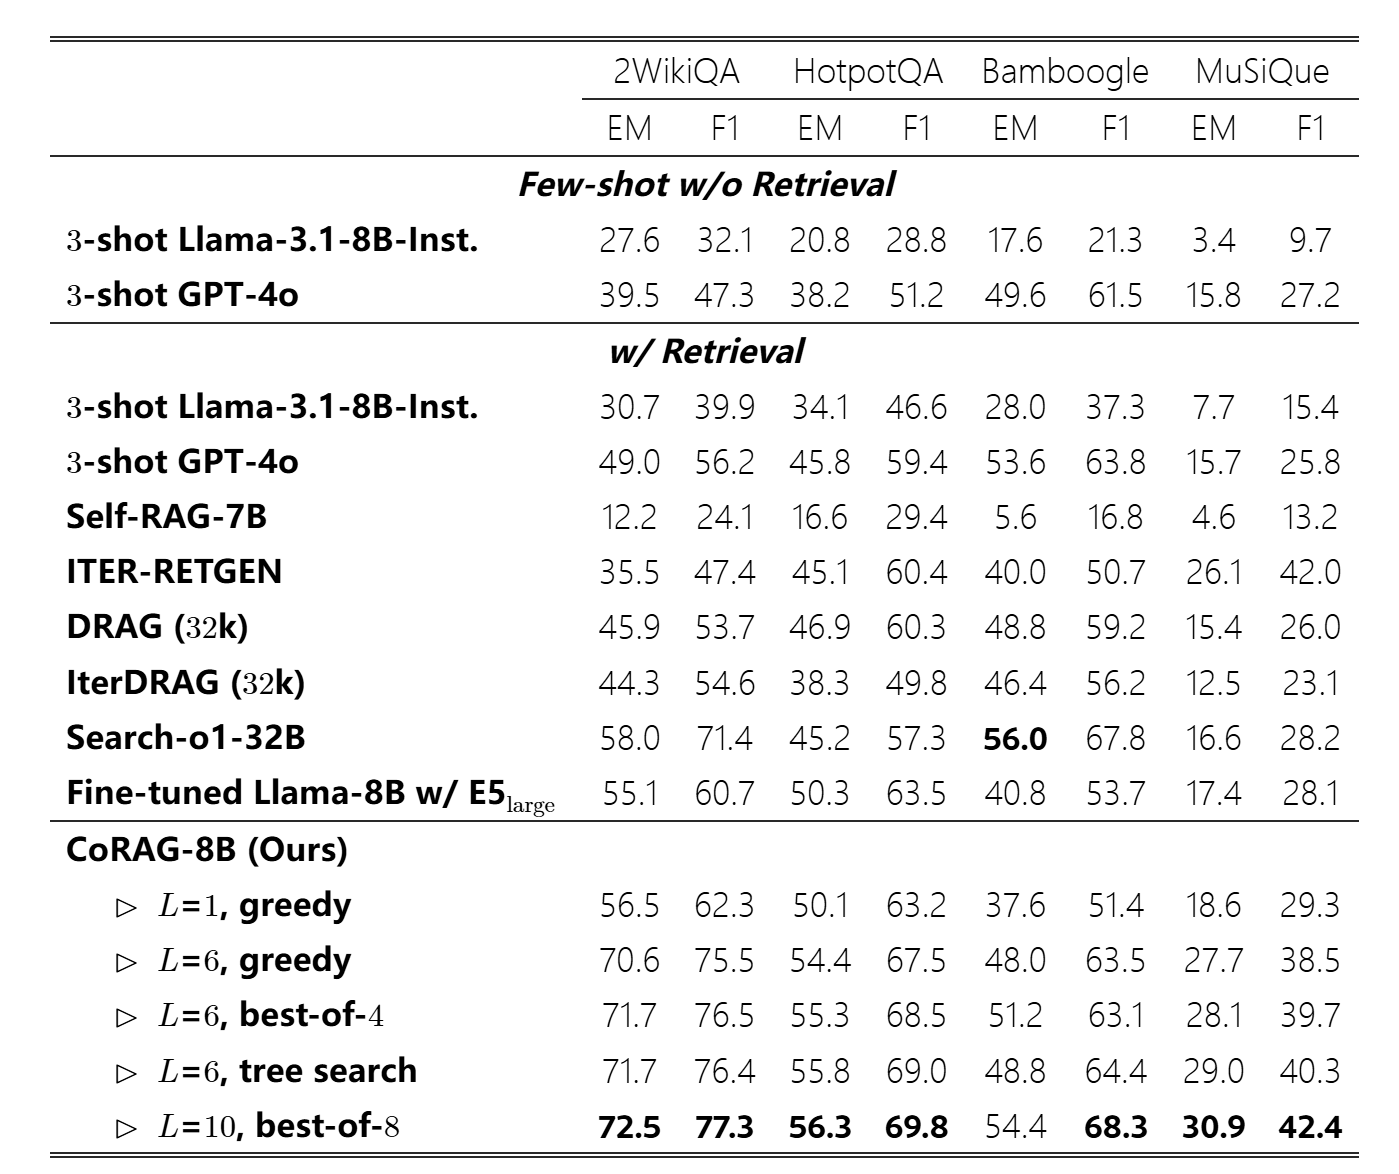 2WikiQA HotpotQA Bamboogle MuSiQue
EM F1 EM F1 EM F1 EM F1
Few-shot w/o Retrieval
3-shot Llama-3.1-8B-Inst. 27.6 32.1 20.8 28.8 17.6 21.3 3.4 9.7
3-shot GPT-4o 39.5 47.3 38.2 51.2 49.6 61.5 15.8 27.2
w/ Retrieval
3-shot Llama-3.1-8B-Inst. 30.7 39.9 34.1 46.6 28.0 37.3 7.7 15.4
3-shot GPT-4o 49.0 56.2 45.8 59.4 53.6 63.8 15.7 25.8
Self-RAG-7B 12.2 24.1 16.6 29.4 5.6 16.8 4.6 13.2
ITER-RETGEN 35.5 47.4 45.1 60.4 40.0 50.7 26.1 42.0
DRAG (32k) 45.9 53.7 46.9 60.3 48.8 59.2 15.4 26.0
IterDRAG (32k) 44.3 54.6 38.3 49.8 46.4 56.2 12.5 23.1
Search-o1-32B 58.0 71.4 45.2 57.3 56.0 67.8 16.6 28.2
Fine-tuned Llama-8B w/ E5large 55.1 60.7 50.3 63.5 40.8 53.7 17.4 28.1
CoRAG-8B (Ours)
▷ L=1, greedy 56.5 62.3 50.1 63.2 37.6 51.4 18.6 29.3
▷ L=6, greedy 70.6 75.5 54.4 67.5 48.0 63.5 27.7 38.5
▷ L=6, best-of-4 71.7 76.5 55.3 68.5 51.2 63.1 28.1 39.7
▷ L=6, tree search 71.7 76.4 55.8 69.0 48.8 64.4 29.0 40.3
▷ L=10, best-of-8 72.5 77.3 56.3 69.8 54.4 68.3 30.9 42.4